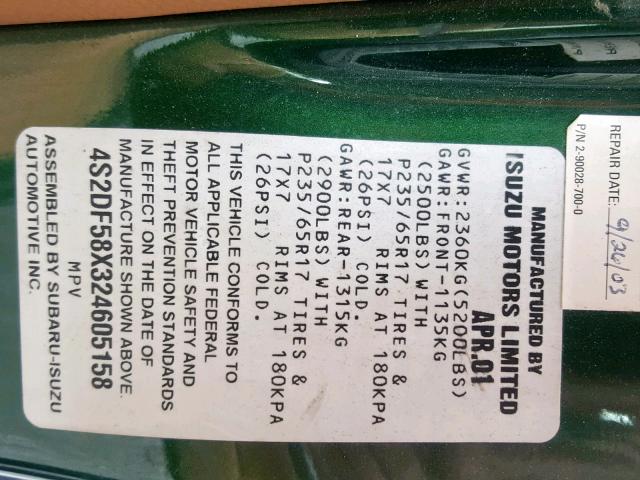 MANUFACTURED BY
ISUZU MOTORS LIMITED
APR.01
GVWR:2360KG(5200LBS)
GAWR:FRONT-1135KG
(2500LBS) WITH
P235/65R17 TIRES &
17X7 RIMS AT 180KPA
(26PSI) COLD.
GAWR:REAR-1315KG
(2900LBS) WITH
P235/65R17 TIRES &
17X7 RIMS AT 180KPA
(26PSI) COLD.
THIS VEHICLE CONFORMS TO
ALL APPLICABLE FEDERAL
MOTOR VEHICLE SAFETY AND
THEFT PREVENTION STANDARDS
IN EFFECT ON THE DATE OF
MANUFACTURE SHOWN ABOVE.
4S2DF58X324605158
MPV
ASSEMBLED BY SUBARU-ISUZU
AUTOMOTIVE INC.
REPAIR DATE: 9/26/03
P/N 2-90028-700-0